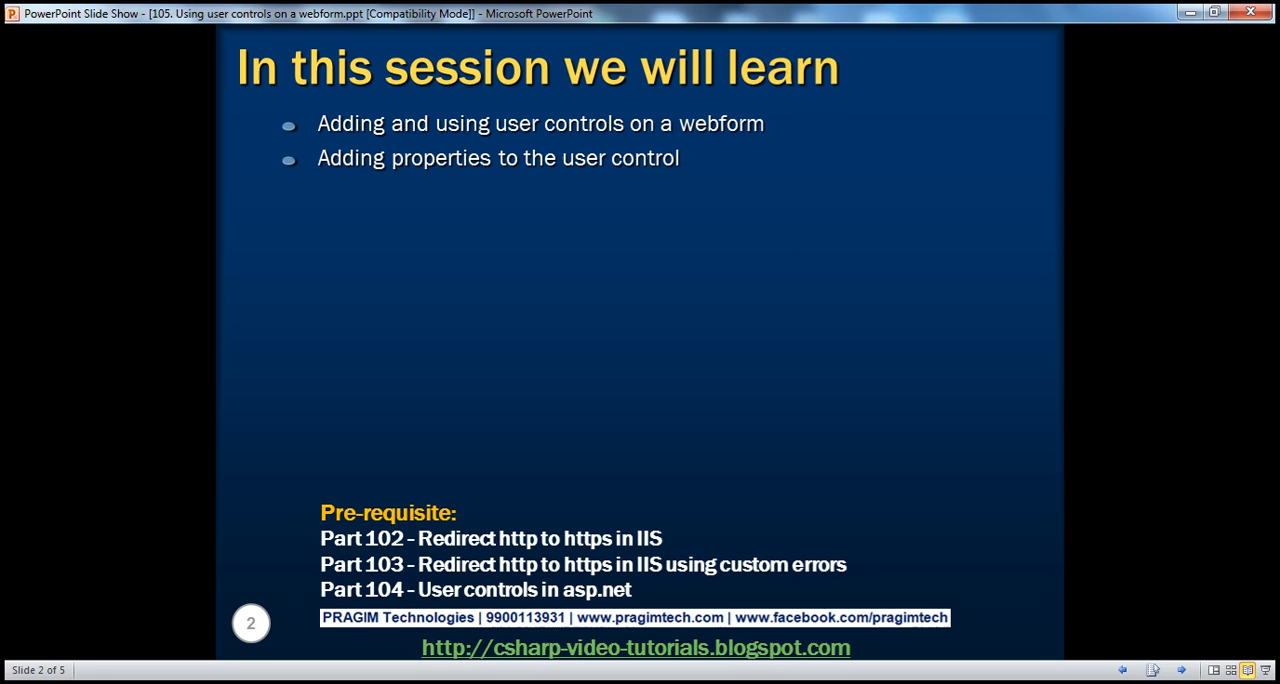 PowerPoint Slide Show - [105. Using user controls on a webform.ppt [Compatibility Mode]] - Microsoft PowerPoint
In this session we will learn
Adding and using user controls on a webform
Adding properties to the user control
Pre-requisite:
Part 102 - Redirect http to https in IIS
Part 103 - Redirect http to https in IIS using custom errors
Part 104 - User controls in asp.net
PRAGIM Technologies | 9900113931 | www.pragimtech.com | www.facebook.com/pragimtech
2
http://csharp-video-tutorials.blogspot.com
Slide 2 of 5